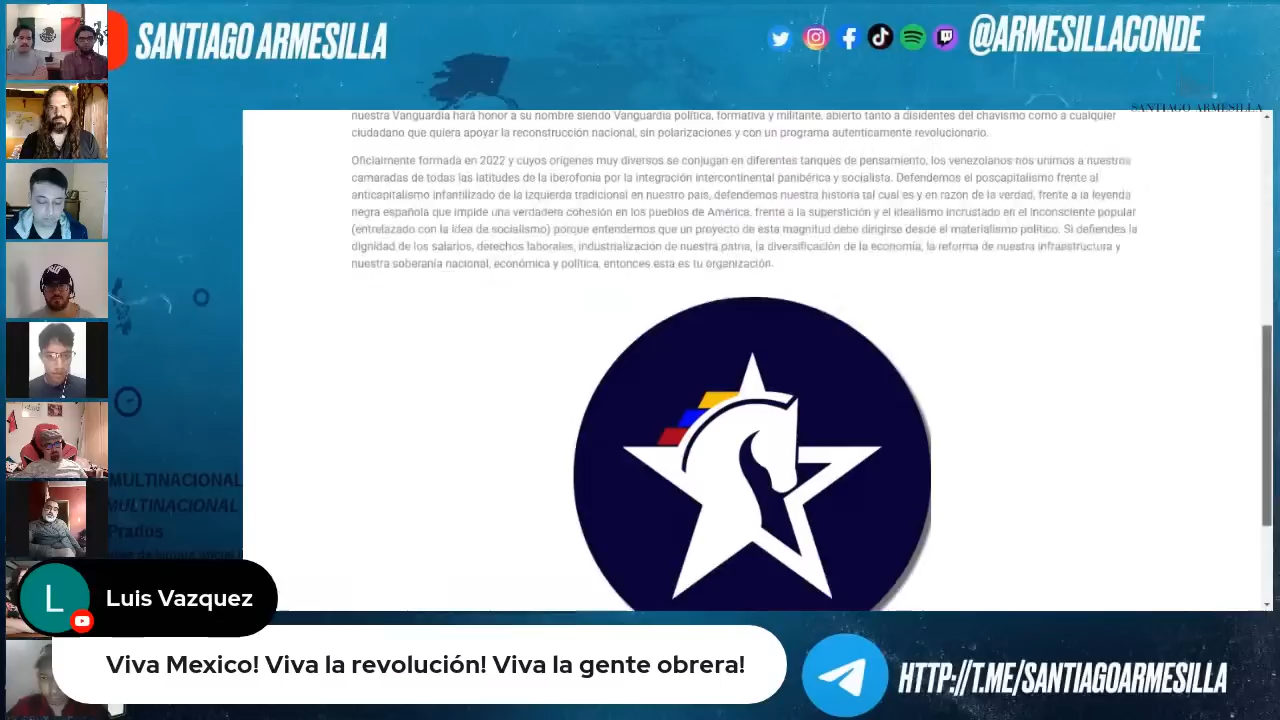 SANTIAGO ARMESILLA
@ARMESILLACONDE
SANTIAGO ARMESILLA
nuestra Vanguardia hará honor a su nombre siendo Vanguardia política, formativa y militante, abierto tanto a disidentes del chavismo como a cualquier
ciudadano que quiera apoyar la reconstrucción nacional, sin polarizaciones y con un programa autenticamente revolucionario.
Oficialmente formada en 2022 y cuyos orígenes muy diversos se conjugan en diferentes tanques de pensamiento, los venezolanos nos unimos a nuestros
camaradas de todas las latitudes de la iberofonía por la integración intercontinental panibérica y socialista. Defendemos el poscapitalismo frente al
anticapitalismo infantilizado de la izquierda tradicional en nuestro país, defendemos nuestra historia tal cual es y en razón de la verdad, frente a la leyenda
negra española que impide una verdadera cohesión en los pueblos de América, frente a la superstición y el idealismo incrustado en el inconsciente popular
(entrelazado con la idea de socialismo) porque entendemos que un proyecto de esta magnitud debe dirigirse desde el materialismo político. Si defiendes la
dignidad de los salarios, derechos laborales, industrialización de nuestra patria, la diversificación de la economía, la reforma de nuestra infraestructura y
nuestra soberanía nacional, económica y política, entonces esta es tu organización.
MULTINACIONAL
MULTINACIONAL
Prados
L
Luis Vazquez
Viva Mexico! Viva la revolución! Viva la gente obrera!
HTTP://T.ME/SANTIAGOARMESILLA